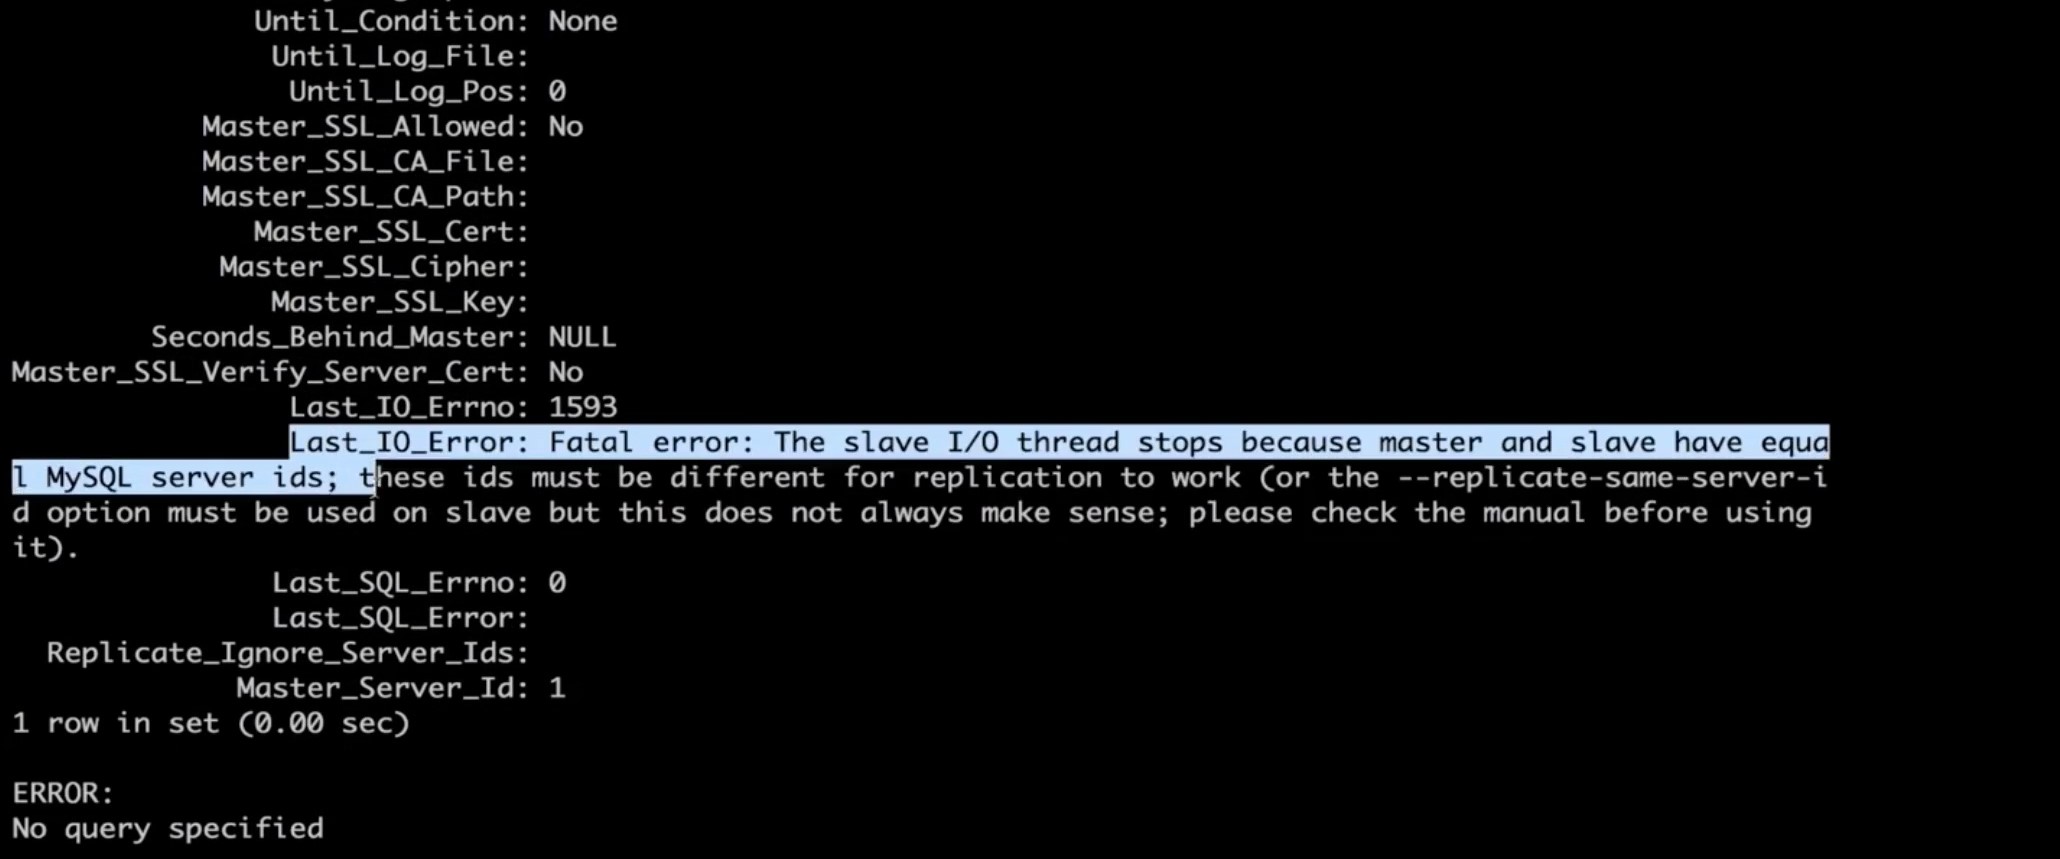 Until_Condition: None
Until_Log_File:
Until_Log_Pos: 0
Master_SSL_Allowed: No
Master_SSL_CA_File:
Master_SSL_CA_Path:
Master_SSL_Cert:
Master_SSL_Cipher:
Master_SSL_Key:
Seconds_Behind_Master: NULL
Master_SSL_Verify_Server_Cert: No
Last_IO_Errno: 1593
Last_IO_Error: Fatal error: The slave I/O thread stops because master and slave have equa
l MySQL server ids; these ids must be different for replication to work (or the --replicate-same-server-i
d option must be used on slave but this does not always make sense; please check the manual before using
it).
Last_SQL_Errno: 0
Last_SQL_Error:
Replicate_Ignore_Server_Ids:
Master_Server_Id: 1
1 row in set (0.00 sec)
ERROR:
No query specified